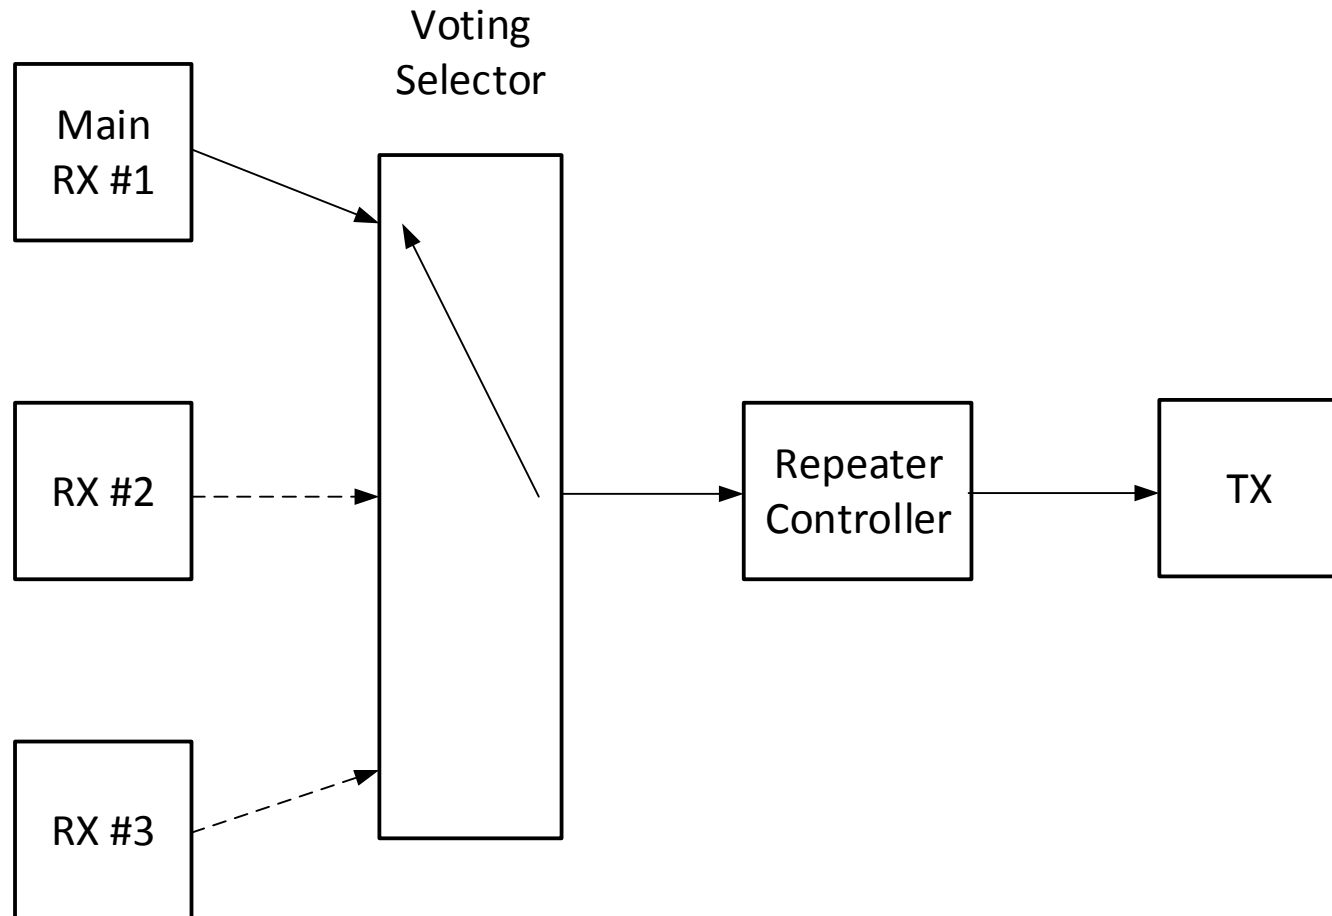 Voting
Selector
Main
RX #1
RX #2
Repeater
Controller
TX
RX #3